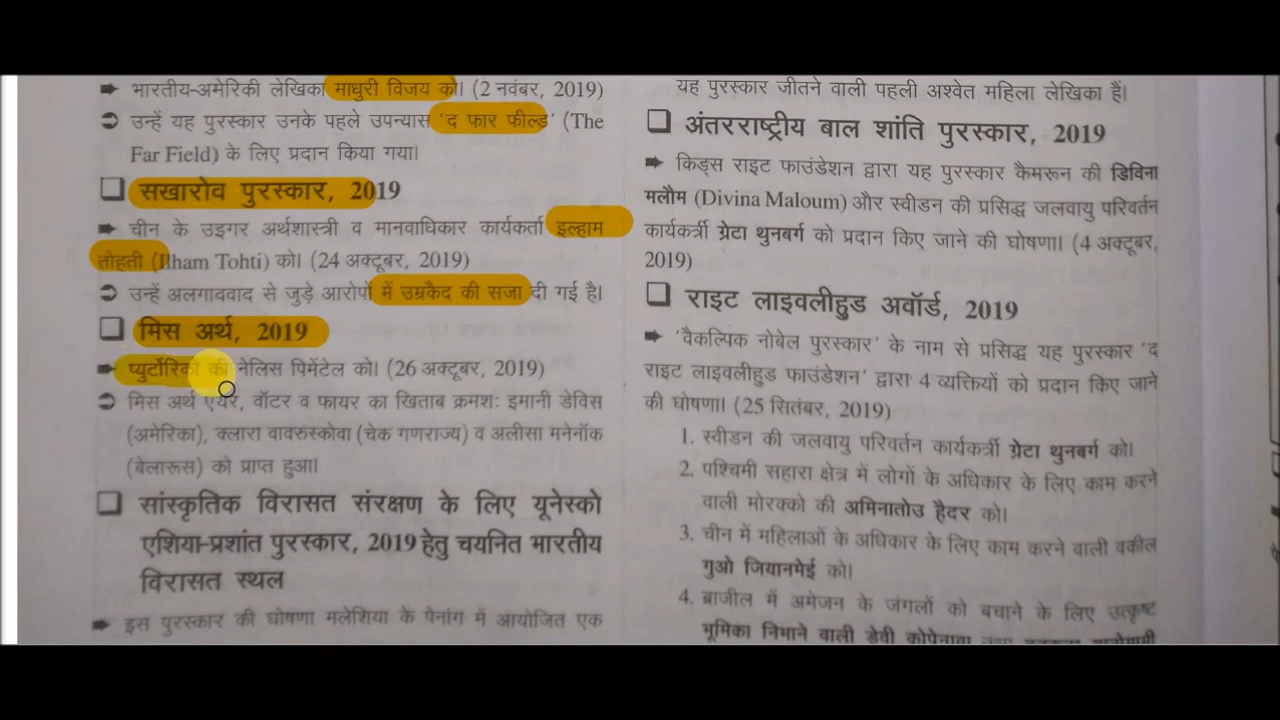 ➡ भारतीय-अमेरिकी लेखिका माधुरी विजय को। (2 नवंबर, 2019)
➲ उन्हें यह पुरस्कार उनके पहले उपन्यास 'द फार फील्ड' (The
Far Field) के लिए प्रदान किया गया।
❑ सखारोव पुरस्कार, 2019
➡ चीन के उइगर अर्थशास्त्री व मानवाधिकार कार्यकर्ता इल्हाम
तोहती (Ilham Tohti) को। (24 अक्टूबर, 2019)
➲ उन्हें अलगाववाद से जुड़े आरोपों में उम्रकैद की सजा दी गई है।
❑ मिस अर्थ, 2019
➡ प्युर्टोरिको की नेलिस पिमेंटेल को। (26 अक्टूबर, 2019)
➲ मिस अर्थ एयर, वॉटर व फायर का खिताब क्रमशः इमानी डेविस
(अमेरिका), क्लारा वावरुस्कोवा (चेक गणराज्य) व अलीसा मनेनॉक
(बेलारूस) को प्राप्त हुआ।
❑ सांस्कृतिक विरासत संरक्षण के लिए यूनेस्को
एशिया-प्रशांत पुरस्कार, 2019 हेतु चयनित भारतीय
विरासत स्थल
➡ इस पुरस्कार की घोषणा मलेशिया के पेनांग में आयोजित एक
यह पुरस्कार जीतने वाली पहली अश्वेत महिला लेखिका हैं।
❑ अंतरराष्ट्रीय बाल शांति पुरस्कार, 2019
➡ किड्स राइट फाउंडेशन द्वारा यह पुरस्कार कैमरून की डिविना
मलौम (Divina Maloum) और स्वीडन की प्रसिद्ध जलवायु परिवर्तन
कार्यकर्त्री ग्रेटा थुनबर्ग को प्रदान किए जाने की घोषणा। (4 अक्टूबर,
2019)
❑ राइट लाइवलीहुड अवॉर्ड, 2019
➡ 'वैकल्पिक नोबेल पुरस्कार' के नाम से प्रसिद्ध यह पुरस्कार 'द
राइट लाइवलीहुड फाउंडेशन' द्वारा 4 व्यक्तियों को प्रदान किए जाने
की घोषणा। (25 सितंबर, 2019)
1. स्वीडन की जलवायु परिवर्तन कार्यकर्त्री ग्रेटा थुनबर्ग को।
2. पश्चिमी सहारा क्षेत्र में लोगों के अधिकार के लिए काम करने
वाली मोरक्को की अमिनातोउ हैदर को।
3. चीन में महिलाओं के अधिकार के लिए काम करने वाली वकील
गुओ जियानमेई को।
4. ब्राजील में अमेजन के जंगलों को बचाने के लिए उत्कृष्ट
भूमिका निभाने वाली डेवी कोपेनावा